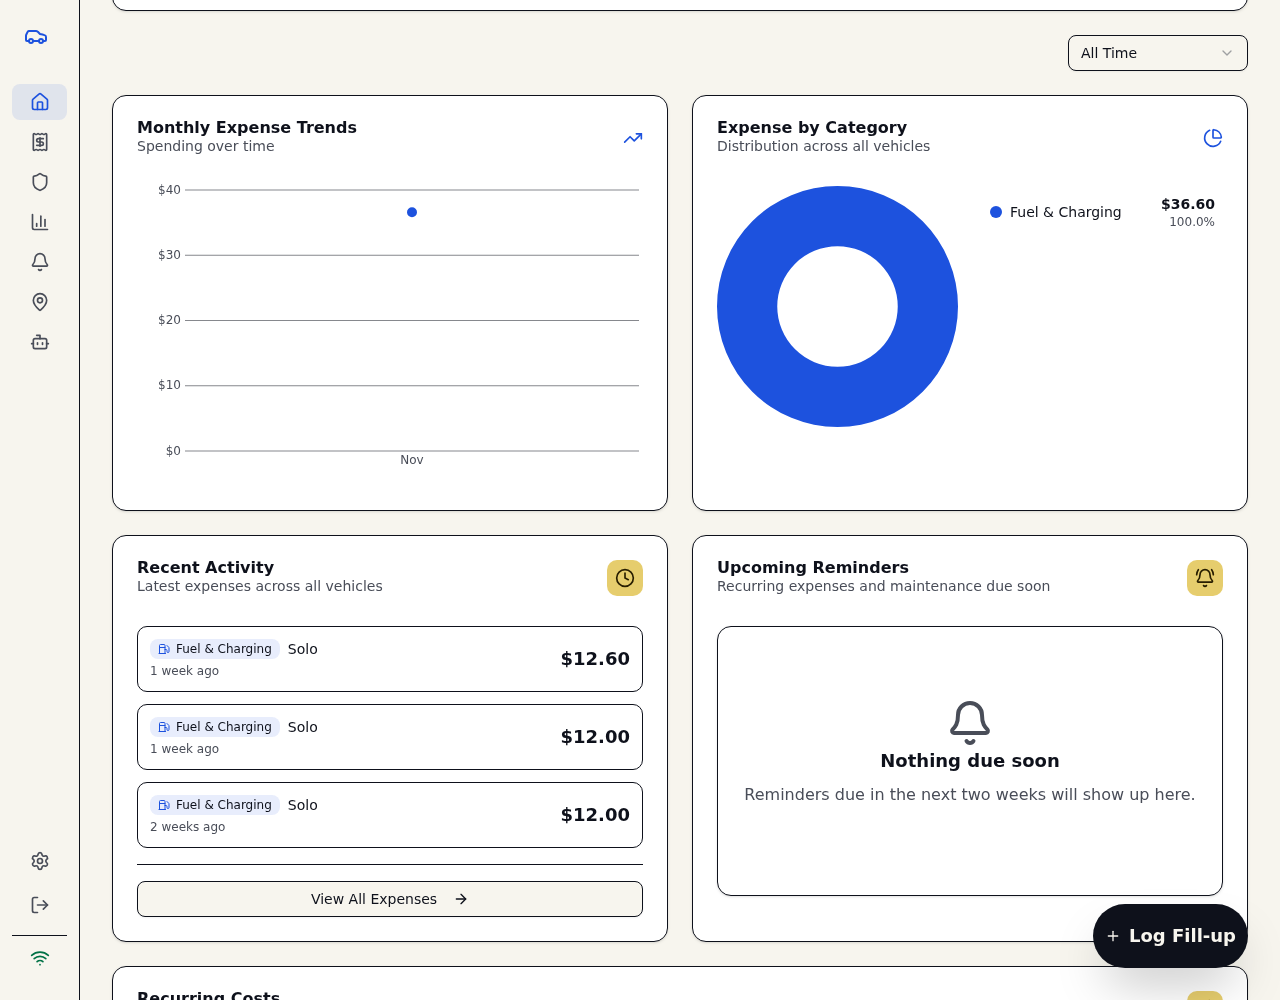 All Time
Monthly Expense Trends
Spending over time
$40
$30
$20
$10
$0
Nov
Expense by Category
Distribution across all vehicles
Fuel & Charging
$36.60
100.0%
Recent Activity
Latest expenses across all vehicles
Fuel & Charging Solo
1 week ago
$12.60
Fuel & Charging Solo
1 week ago
$12.00
Fuel & Charging Solo
2 weeks ago
$12.00
View All Expenses
Upcoming Reminders
Recurring expenses and maintenance due soon
Nothing due soon
Reminders due in the next two weeks will show up here.
Log Fill-up
Recurring Costs